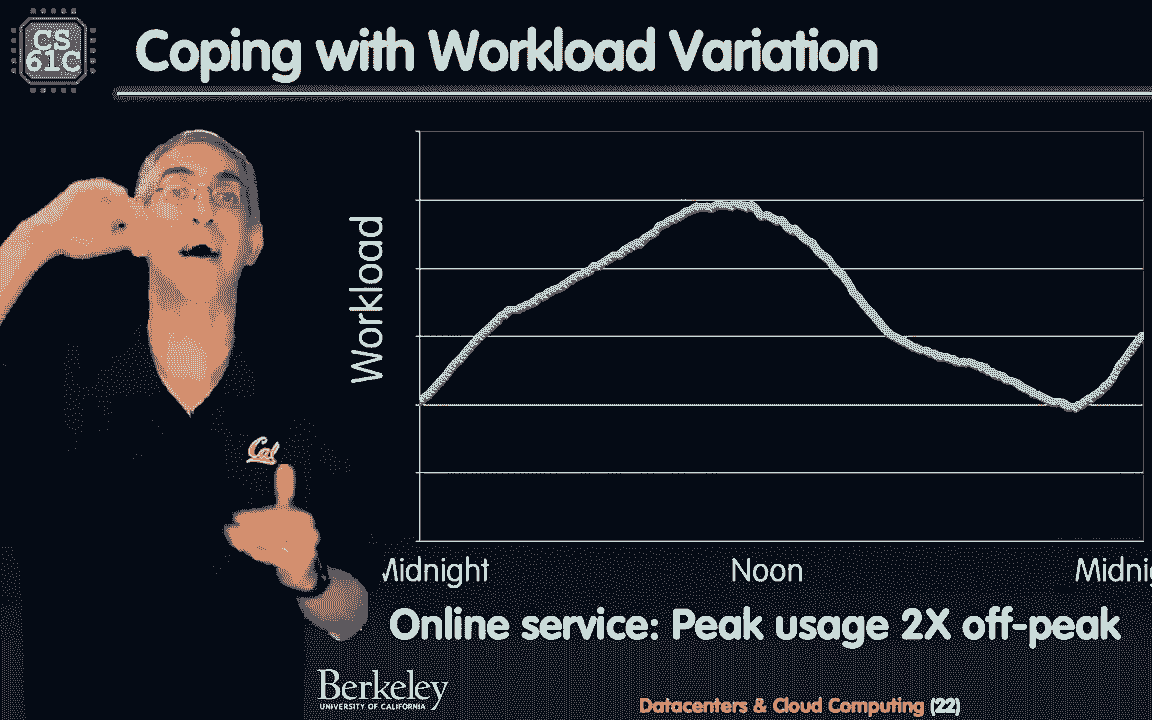 CS
61C
Coping with Workload Variation
Workload
Midnight
Noon
Midnig
Cal
Online service: Peak usage 2X off-peak
Berkeley
UNIVERSITY OF CALIFORNIA
Datacenters & Cloud Computing (22)